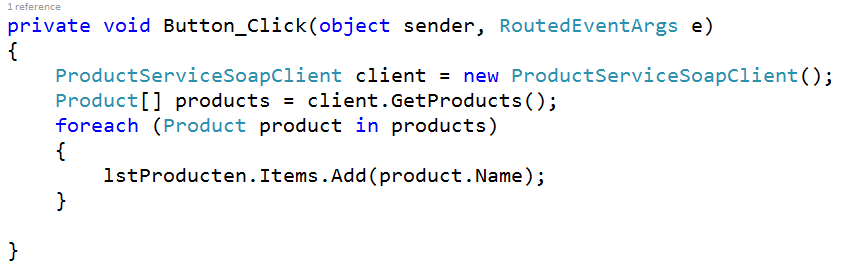 1 reference
private void Button_Click(object sender, RoutedEventArgs e)
{
    ProductServiceSoapClient client = new ProductServiceSoapClient();
    Product[] products = client.GetProducts();
    foreach (Product product in products)
    {
        lstProducten.Items.Add(product.Name);
    }
}